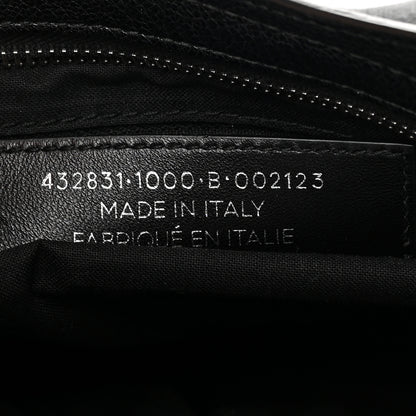 432831·1000·B·002123
MADE IN ITALY
FABRIQUÉ EN ITALIE